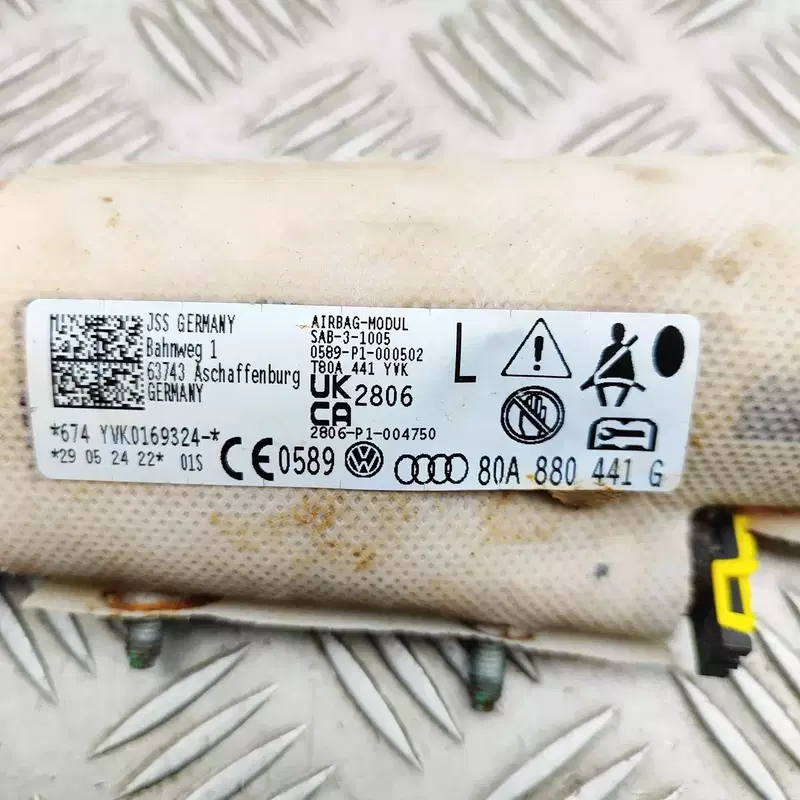 JSS GERMANY
Bahnweg 1
63743 Aschaffenburg
GERMANY
*674 YVK0169324-*
*29 05 24 22* 01S
AIRBAG-MODUL
SAB-3-1005
0589-P1-000502
T80A 441 YVK
UK
CA 2806
2806-P1-004750
L
CE 0589
80A 880 441 G